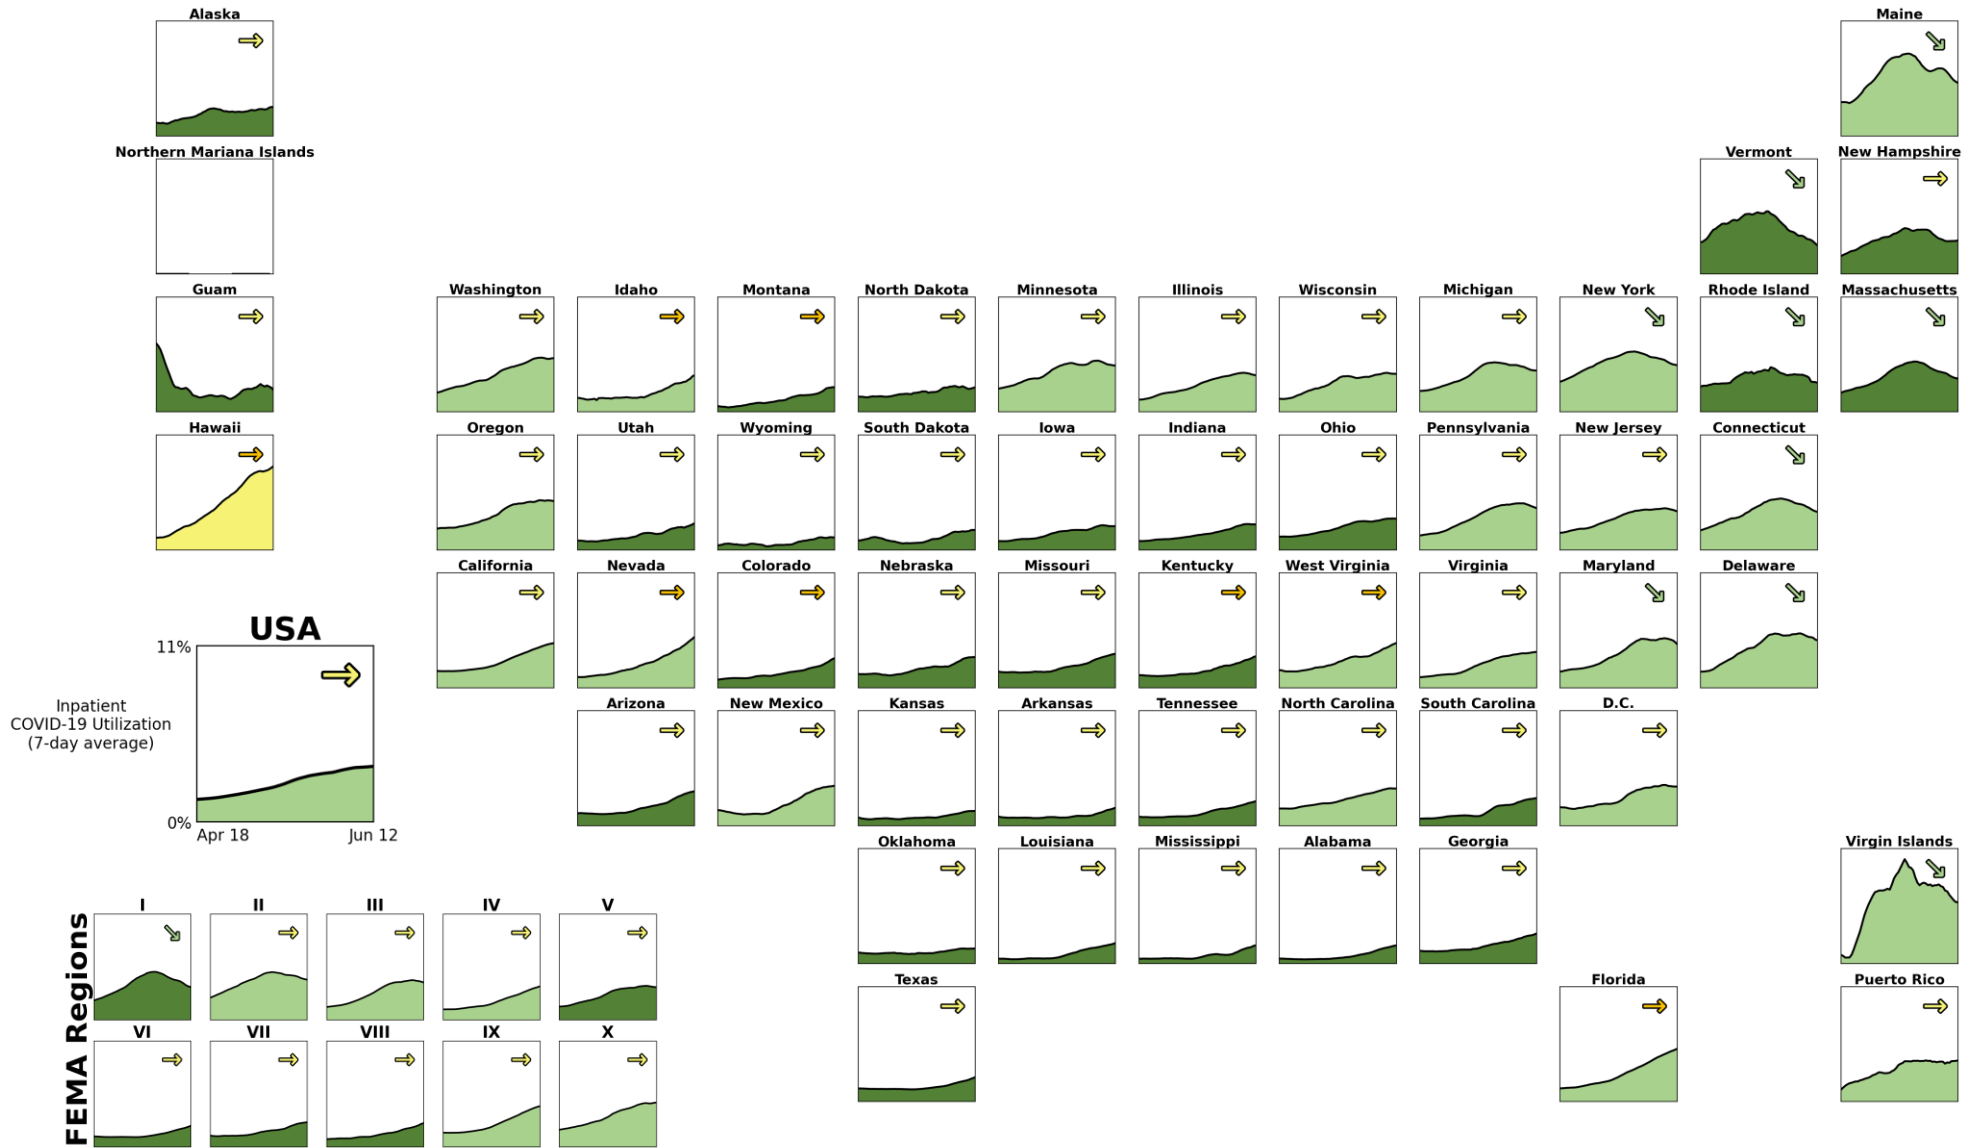 Alaska
Maine
Northern Mariana Islands
Vermont
New Hampshire
Guam
Washington
Idaho
Montana
North Dakota
Minnesota
Illinois
Wisconsin
Michigan
New York
Rhode Island
Massachusetts
Hawaii
Oregon
Utah
Wyoming
South Dakota
Iowa
Indiana
Ohio
Pennsylvania
New Jersey
Connecticut
California
Nevada
Colorado
Nebraska
Missouri
Kentucky
West Virginia
Virginia
Maryland
Delaware
USA
11%
Inpatient
COVID-19 Utilization
(7-day average)
0%
Apr 18
Jun 12
Arizona
New Mexico
Kansas
Arkansas
Tennessee
North Carolina
South Carolina
D.C.
Oklahoma
Louisiana
Mississippi
Alabama
Georgia
Virgin Islands
Texas
Florida
Puerto Rico
FEMA Regions
I
II
III
IV
V
VI
VII
VIII
IX
X